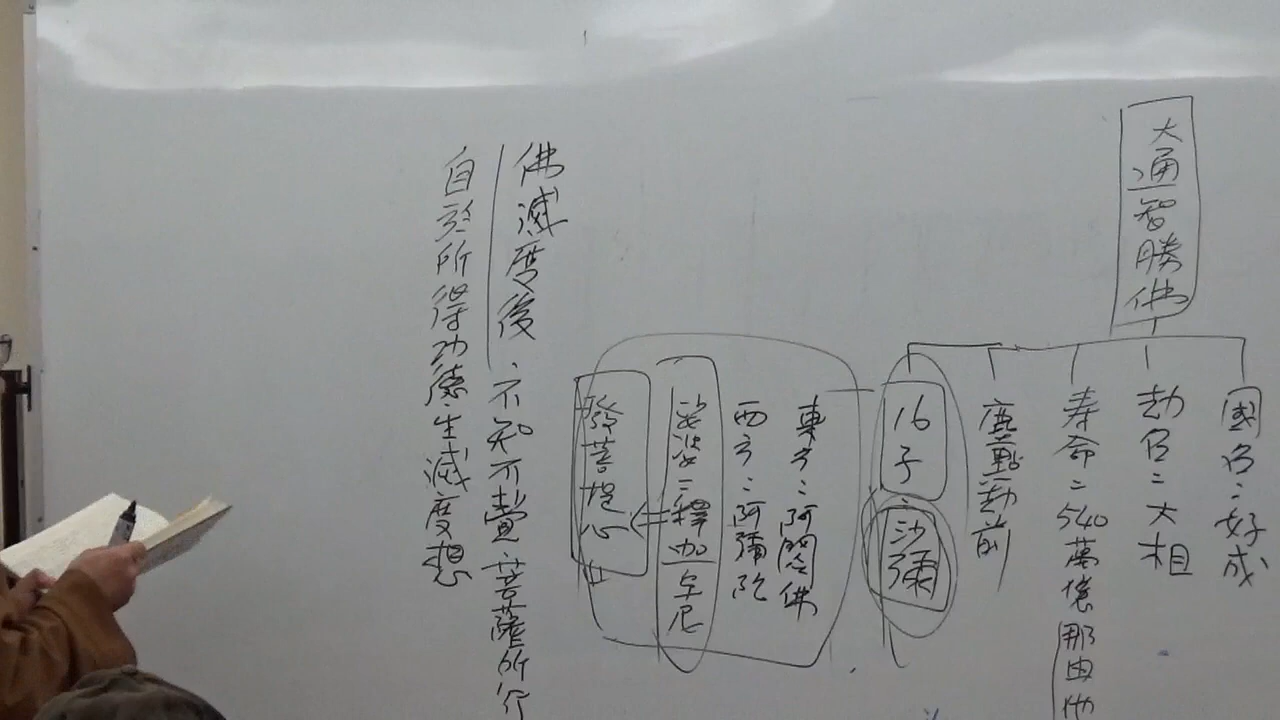 大通智勝佛
國名：好成
劫名：大相
壽命：540萬億那由他
塵點劫前
16子
沙彌
東方：阿閦佛
西方：阿彌陀
娑婆：釋迦牟尼
發菩提心
佛滅度後、不知不覺菩薩所行
自於所得功德生滅度想